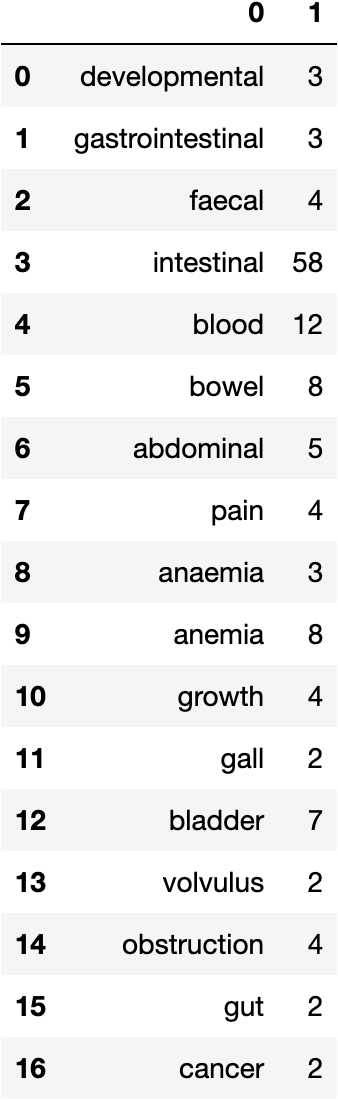 0 1
0 developmental 3
1 gastrointestinal 3
2 faecal 4
3 intestinal 58
4 blood 12
5 bowel 8
6 abdominal 5
7 pain 4
8 anaemia 3
9 anemia 8
10 growth 4
11 gall 2
12 bladder 7
13 volvulus 2
14 obstruction 4
15 gut 2
16 cancer 2